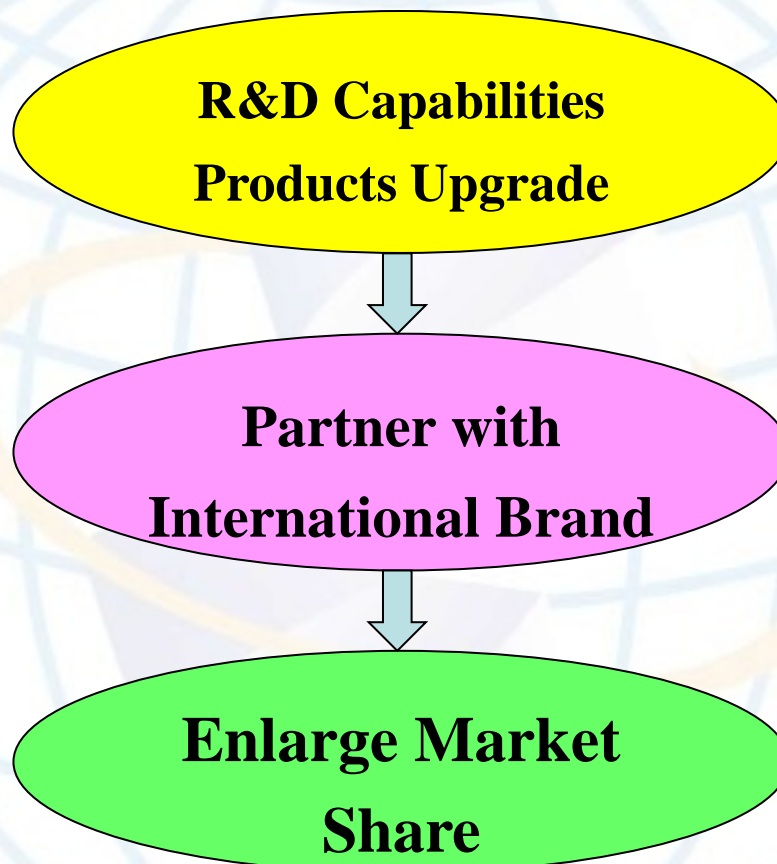 R&D Capabilities
Products Upgrade
Partner with
International Brand
Enlarge Market
Share